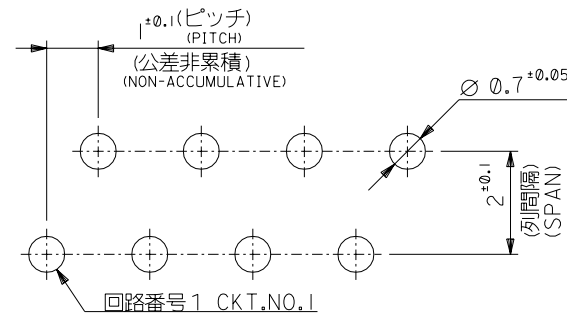 1±0.1(ピッチ)
(PITCH)
(公差非累積)
(NON-ACCUMULATIVE)
Ø 0.7±0.05
2±0.1
(列間隔)
(SPAN)
回路番号1 CKT.NO.1